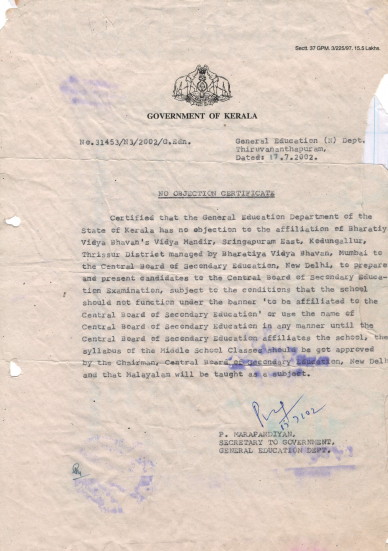 Sectt. 37 GPM. 3/225/97. 15.5 Lakhs.
GOVERNMENT OF KERALA
No.31453/N3/2002/G.Edn.
General Education (N) Dept.
Thiruvananthapuram,
Dated: 17.7.2002.
NO OBJECTION CERTIFICATE
Certified that the General Education Department of the
State of Kerala has no objection to the affiliation of Bharatiy
Vidya Bhavan's Vidya Mandir, Sringapuram East, Kodungallur,
Thrissur District managed by Bharatiya Vidya Bhavan, Mumbai to
the Central Board of Secondary Education, New Delhi, to prepare
and present candidates to the Central Board of Secondary Educa-
tion Examination, subject to the conditions that the school
should not function under the banner 'to be affiliated to the
Central Board of Secondary Education' or use the name of
Central Board of Secondary Education in any manner until the
Central Board of Secondary Education affiliates the school, the
syllabus of the Middle School Classes should be got approved
by the Chairman, Central Board of Secondary Education, New Delh
and that Malayalam will be taught as a subject.
P. MARAPANDIYAN,
SECRETARY TO GOVERNMENT,
GENERAL EDUCATION DEPT.